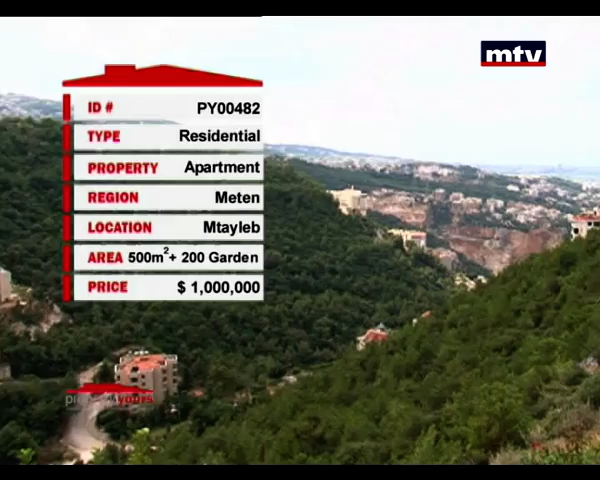 mtv
ID # PY00482
TYPE Residential
PROPERTY Apartment
REGION Meten
LOCATION Mtayleb
AREA 500m²+ 200 Garden
PRICE $ 1,000,000
yours